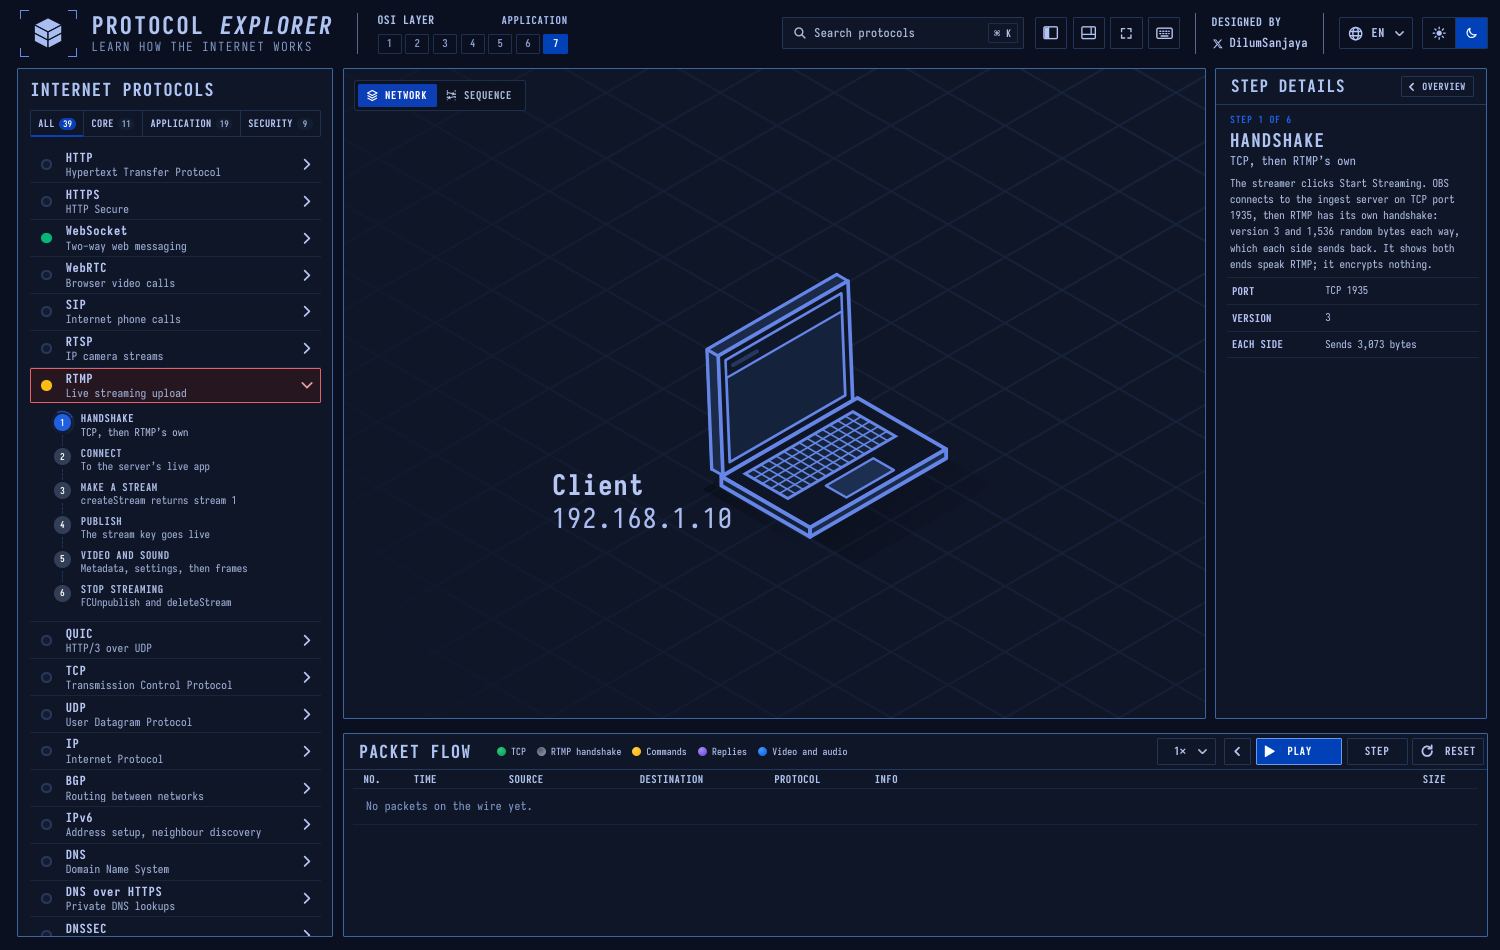 PROTOCOL EXPLORER
LEARN HOW THE INTERNET WORKS
OSI LAYER APPLICATION
1 2 3 4 5 6 7
Search protocols ⌘ K
DESIGNED BY
DilumSanjaya
EN
INTERNET PROTOCOLS
ALL 39 CORE 11 APPLICATION 19 SECURITY 9
HTTP
Hypertext Transfer Protocol
HTTPS
HTTP Secure
WebSocket
Two-way web messaging
WebRTC
Browser video calls
SIP
Internet phone calls
RTSP
IP camera streams
RTMP
Live streaming upload
1 HANDSHAKE
TCP, then RTMP's own
2 CONNECT
To the server's live app
3 MAKE A STREAM
createStream returns stream 1
4 PUBLISH
The stream key goes live
5 VIDEO AND SOUND
Metadata, settings, then frames
6 STOP STREAMING
FCUnpublish and deleteStream
QUIC
HTTP/3 over UDP
TCP
Transmission Control Protocol
UDP
User Datagram Protocol
IP
Internet Protocol
BGP
Routing between networks
IPv6
Address setup, neighbour discovery
DNS
Domain Name System
DNS over HTTPS
Private DNS lookups
DNSSEC
NETWORK SEQUENCE
Client
192.168.1.10
STEP DETAILS OVERVIEW
STEP 1 OF 6
HANDSHAKE
TCP, then RTMP's own
The streamer clicks Start Streaming. OBS
connects to the ingest server on TCP port
1935, then RTMP has its own handshake:
version 3 and 1,536 random bytes each way,
which each side sends back. It shows both
ends speak RTMP; it encrypts nothing.
PORT TCP 1935
VERSION 3
EACH SIDE Sends 3,073 bytes
PACKET FLOW TCP RTMP handshake Commands Replies Video and audio 1× PLAY STEP RESET
NO. TIME SOURCE DESTINATION PROTOCOL INFO SIZE
No packets on the wire yet.